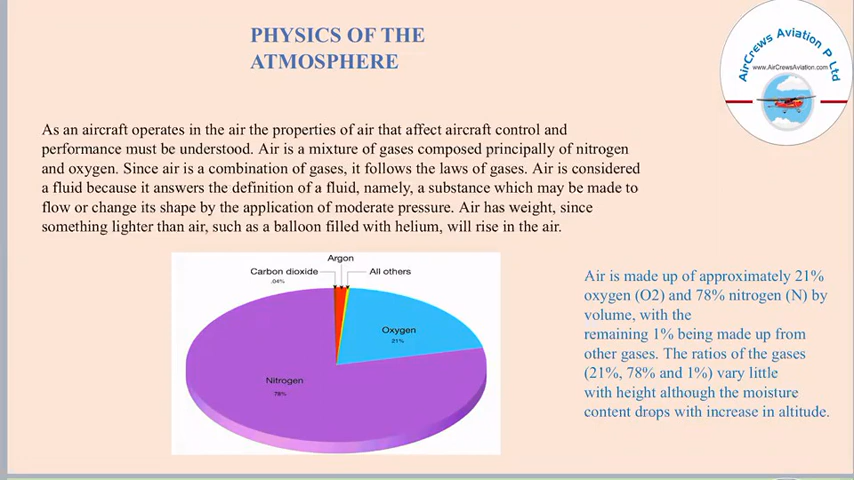 PHYSICS OF THE
ATMOSPHERE
AirCrews Aviation P Ltd
www.AirCrewsAviation.com
As an aircraft operates in the air the properties of air that affect aircraft control and
performance must be understood. Air is a mixture of gases composed principally of nitrogen
and oxygen. Since air is a combination of gases, it follows the laws of gases. Air is considered
a fluid because it answers the definition of a fluid, namely, a substance which may be made to
flow or change its shape by the application of moderate pressure. Air has weight, since
something lighter than air, such as a balloon filled with helium, will rise in the air.
Argon
Carbon dioxide
.04%
All others
Oxygen
21%
Nitrogen
78%
Air is made up of approximately 21%
oxygen (O2) and 78% nitrogen (N) by
volume, with the
remaining 1% being made up from
other gases. The ratios of the gases
(21%, 78% and 1%) vary little
with height although the moisture
content drops with increase in altitude.